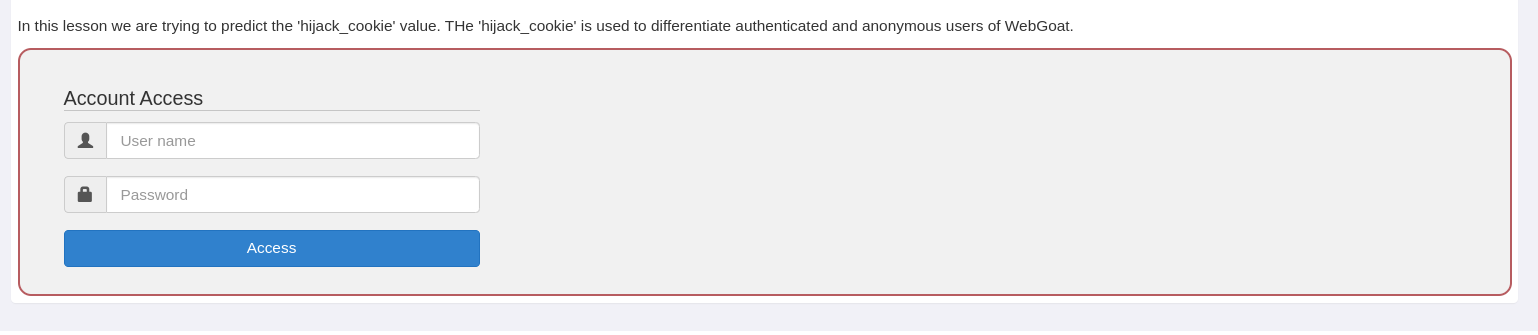 In this lesson we are trying to predict the 'hijack_cookie' value. THe 'hijack_cookie' is used to differentiate authenticated and anonymous users of WebGoat.
Account Access
User name
Password
Access